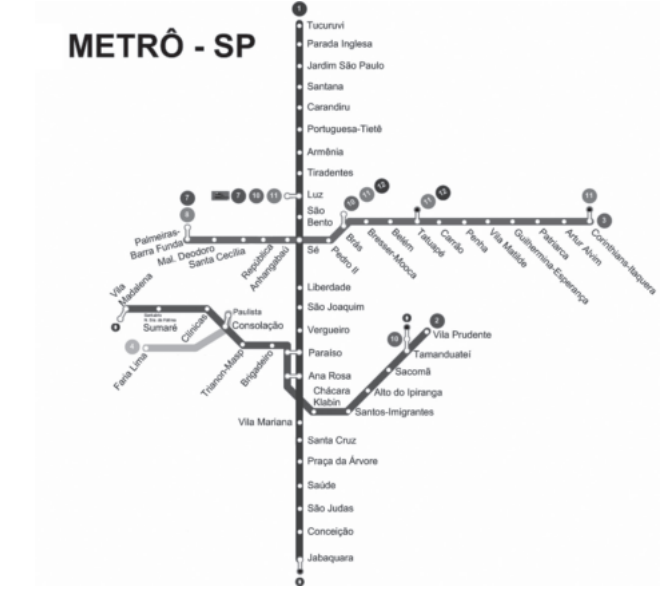 1
METRÔ - SP
Tucuruvi
Parada Inglesa
Jardim São Paulo
Santana
Carandiru
Portuguesa-Tietê
Armênia
Tiradentes
7 7 10 11 Luz
10 11 12
11 12
11
8
São
Bento
3
Palmeiras-
Barra Funda
Mal. Deodoro
Santa Cecília
República
Anhangabaú
Sé
Pedro II
Brás
Bresser-Mooca
Belém
Tatuapé
Carrão
Penha
Vila Matilde
Guilhermina-Esperança
Patriarca
Artur Alvim
Corinthians-Itaquera
Liberdade
Vila
Madalena
São Joaquim
Sumaré
Clínicas
Paulista
Consolação
Vergueiro
4
Faria Lima
Trianon-Masp
Brigadeiro
Paraíso
Ana Rosa
2
Vila Prudente
10
Tamanduateí
Sacomã
Alto do Ipiranga
Chácara
Klabin
Santos-Imigrantes
Vila Mariana
Santa Cruz
Praça da Árvore
Saúde
São Judas
Conceição
Jabaquara